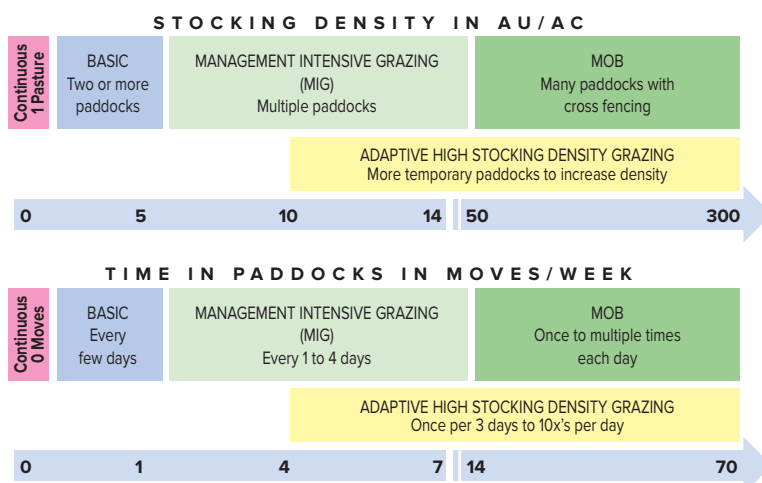 STOCKING DENSITY IN AU/AC
Continuous
1 Pasture
BASIC
Two or more
paddocks
MANAGEMENT INTENSIVE GRAZING
(MIG)
Multiple paddocks
MOB
Many paddocks with
cross fencing
ADAPTIVE HIGH STOCKING DENSITY GRAZING
More temporary paddocks to increase density
0 5 10 14 50 300
TIME IN PADDOCKS IN MOVES/WEEK
Continuous
0 Moves
BASIC
Every
few days
MANAGEMENT INTENSIVE GRAZING
(MIG)
Every 1 to 4 days
MOB
Once to multiple times
each day
ADAPTIVE HIGH STOCKING DENSITY GRAZING
Once per 3 days to 10x's per day
0 1 4 7 14 70